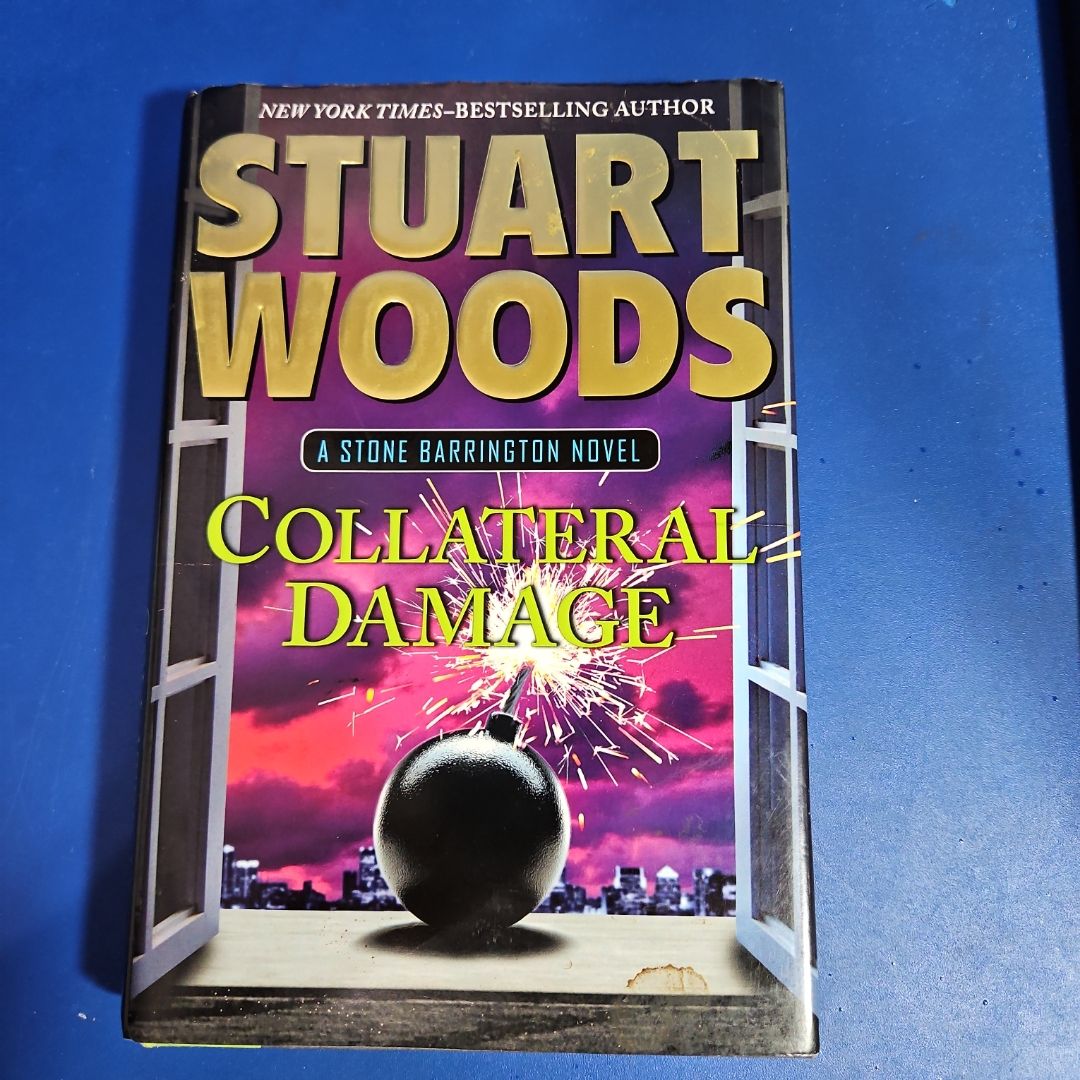 NEW YORK TIMES–BESTSELLING AUTHOR
STUART
WOODS
A STONE BARRINGTON NOVEL
COLLATERAL
DAMAGE